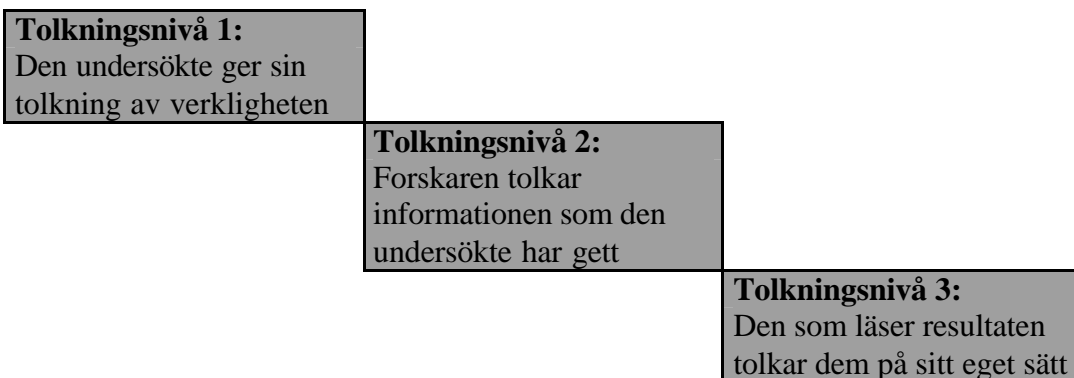 Tolkningsnivå 1:
Den undersökte ger sin
tolkning av verkligheten
Tolkningsnivå 2:
Forskaren tolkar
informationen som den
undersökte har gett
Tolkningsnivå 3:
Den som läser resultaten
tolkar dem på sitt eget sätt